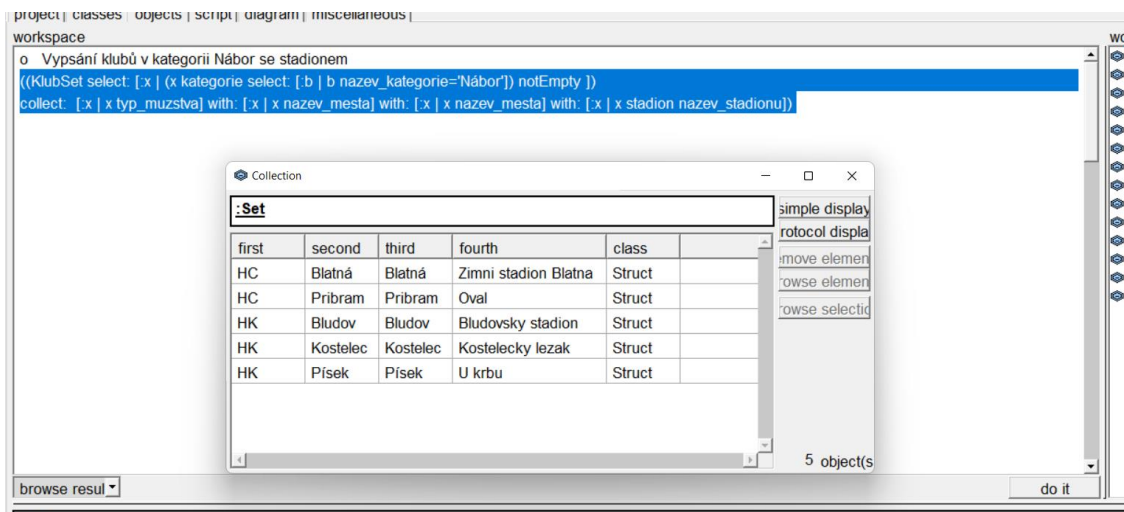 project | classes | objects | script | diagram | miscellaneous |
workspace
o Vypsání klubů v kategorii Nábor se stadionem
((KlubSet select: [:x | (x kategorie select: [:b | b nazev_kategorie='Nábor']) notEmpty ])
collect: [:x | x typ_muzstva] with: [:x | x nazev_mesta] with: [:x | x nazev_mesta] with: [:x | x stadion nazev_stadionu])
Collection
:Set
simple display
rotocol displa
emove elemen
rowse elemen
rowse selectio
first second third fourth class
HC Blatná Blatná Zimni stadion Blatna Struct
HC Pribram Pribram Oval Struct
HK Bludov Bludov Bludovsky stadion Struct
HK Kostelec Kostelec Kostelecky lezak Struct
HK Písek Písek U krbu Struct
5 object(s
browse resul
do it